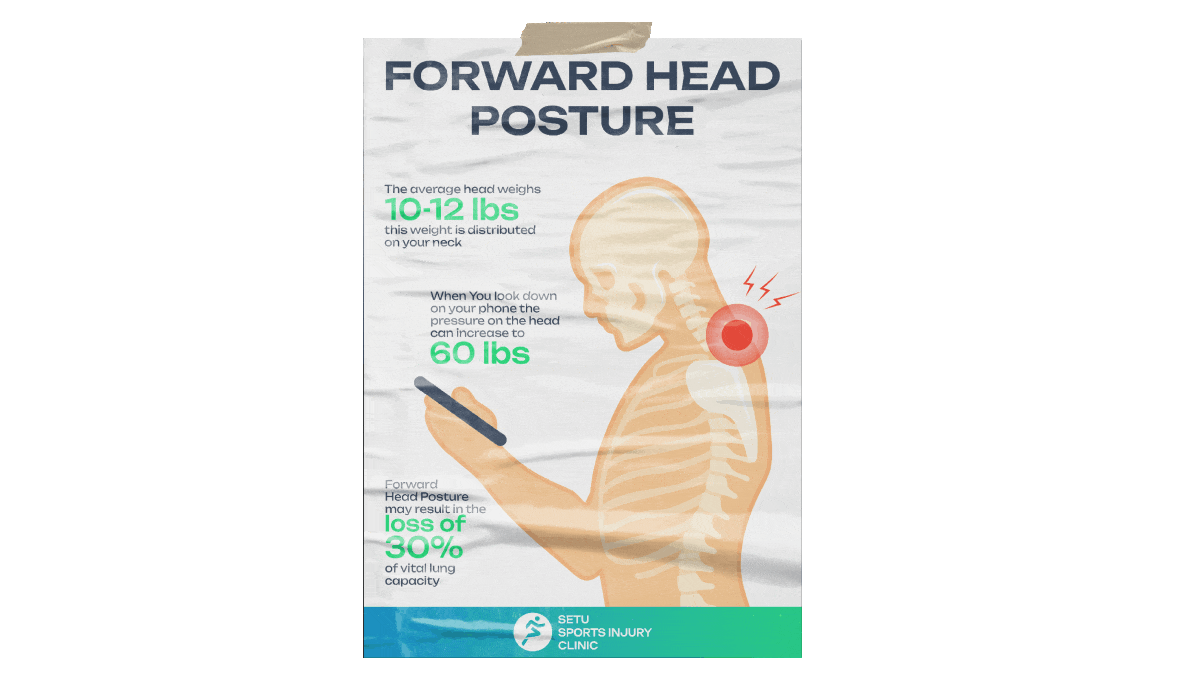 FORWARD HEAD
POSTURE
The average head weighs
10-12 lbs
this weight is distributed
on your neck
When You look down
on your phone the
pressure on the head
can increase to
60 lbs
Forward
Head Posture
may result in the
loss of
30%
of vital lung
capacity
SETU
SPORTS INJURY
CLINIC